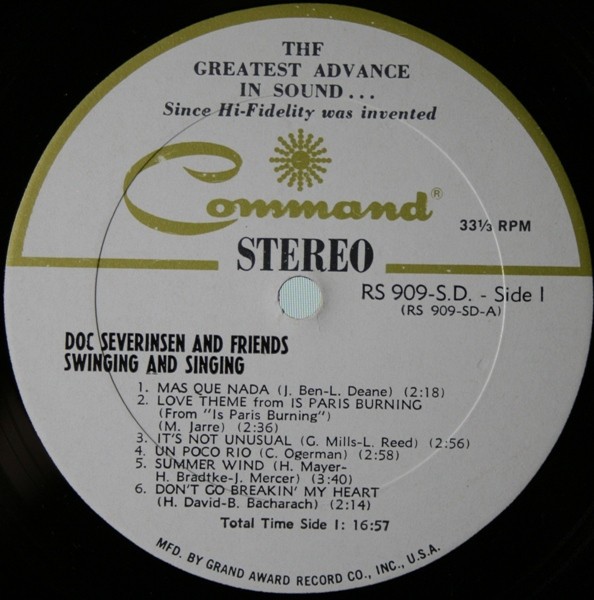 THE
GREATEST ADVANCE
IN SOUND...
Since Hi-Fidelity was invented
Command®
33⅓ RPM
STEREO
RS 909-S.D. - Side 1
(RS 909-SD-A)
DOC SEVERINSEN AND FRIENDS
SWINGING AND SINGING
1. MAS QUE NADA (J. Ben-L. Deane) (2:18)
2. LOVE THEME from IS PARIS BURNING
(From "Is Paris Burning")
(M. Jarre) (2:36)
3. IT'S NOT UNUSUAL (G. Mills-L. Reed) (2:56)
4. UN POCO RIO (C. Ogerman) (2:58)
5. SUMMER WIND (H. Mayer-
H. Bradtke-J. Mercer) (3:40)
6. DON'T GO BREAKIN' MY HEART
(H. David-B. Bacharach) (2:14)
Total Time Side 1: 16:57
MFD. BY GRAND AWARD RECORD CO., INC., U.S.A.